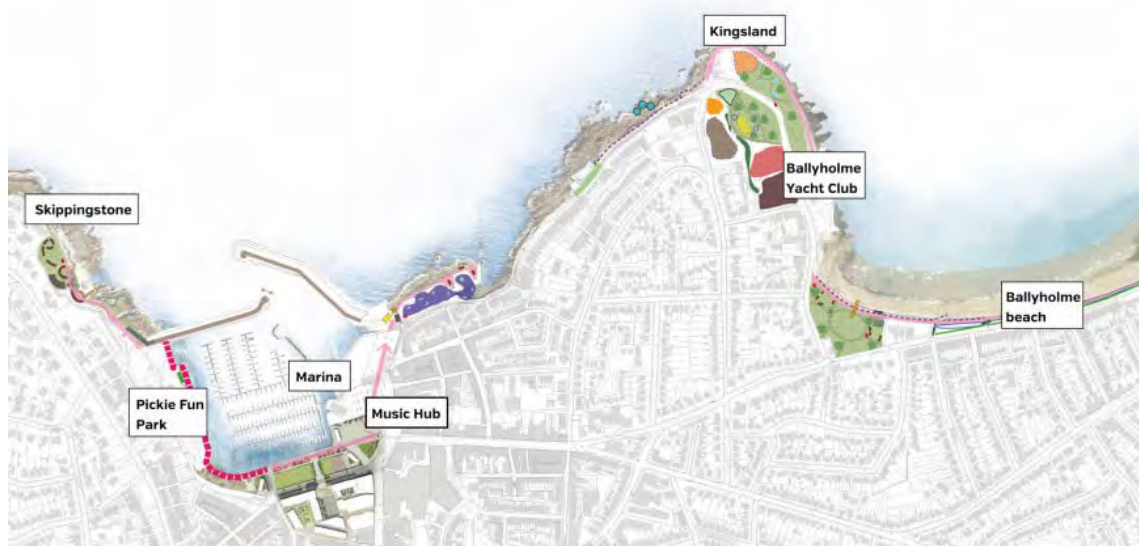 Kingsland
Skippingstone
Ballyholme
Yacht Club
Ballyholme
beach
Marina
Pickie Fun
Park
Music Hub